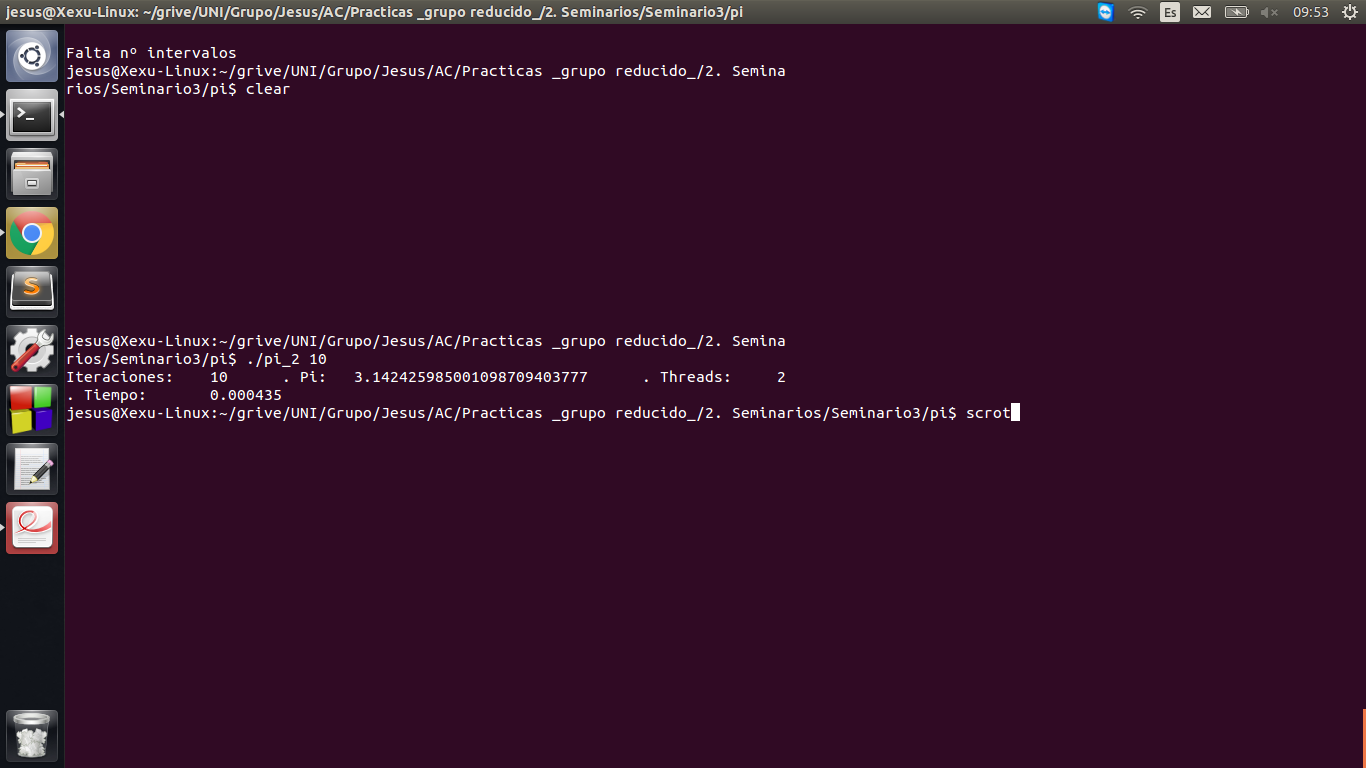 jesus@Xexu-Linux: ~/grive/UNI/Grupo/Jesus/AC/Practicas _grupo reducido_/2. Seminarios/Seminario3/pi
Es
09:53
Falta nº intervalos
jesus@Xexu-Linux:~/grive/UNI/Grupo/Jesus/AC/Practicas _grupo reducido_/2. Semina
rios/Seminario3/pi$ clear
jesus@Xexu-Linux:~/grive/UNI/Grupo/Jesus/AC/Practicas _grupo reducido_/2. Semina
rios/Seminario3/pi$ ./pi_2 10
Iteraciones:    10      . Pi:   3.142425985001098709403777      . Threads:     2
. Tiempo:       0.000435
jesus@Xexu-Linux:~/grive/UNI/Grupo/Jesus/AC/Practicas _grupo reducido_/2. Seminarios/Seminario3/pi$ scrot